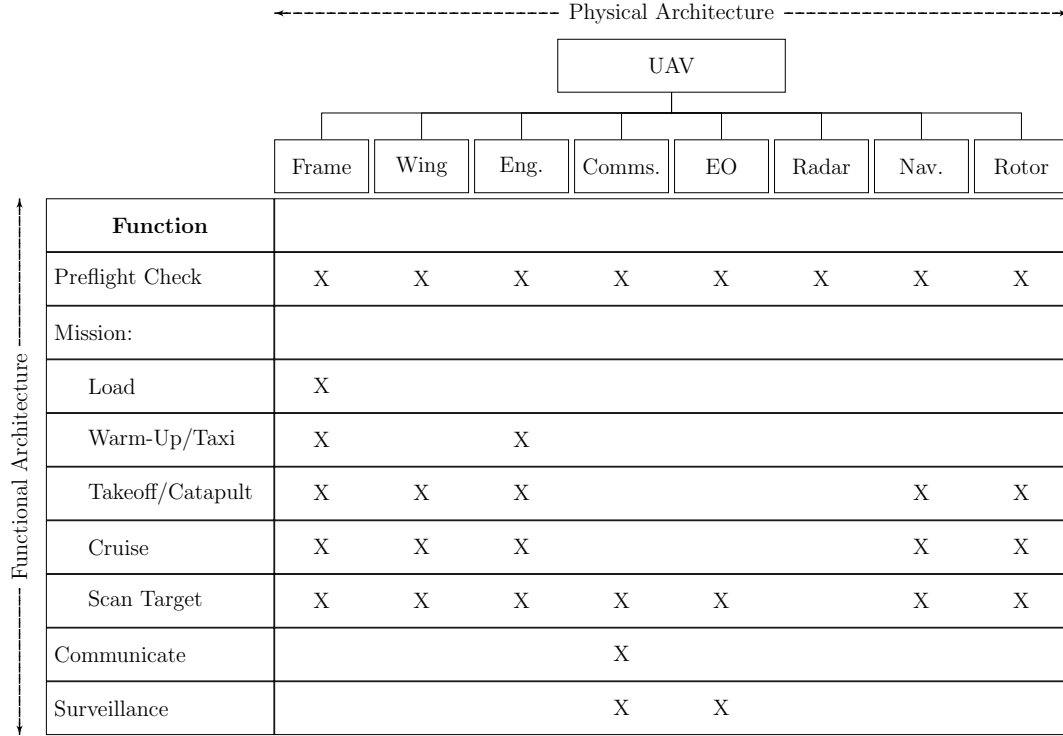 Physical Architecture
UAV
Frame Wing Eng. Comms. EO Radar Nav. Rotor
Functional Architecture
Function
Preflight Check X X X X X X X X
Mission:
Load X
Warm-Up/Taxi X X
Takeoff/Catapult X X X X X
Cruise X X X X X
Scan Target X X X X X X X
Communicate X
Surveillance X X